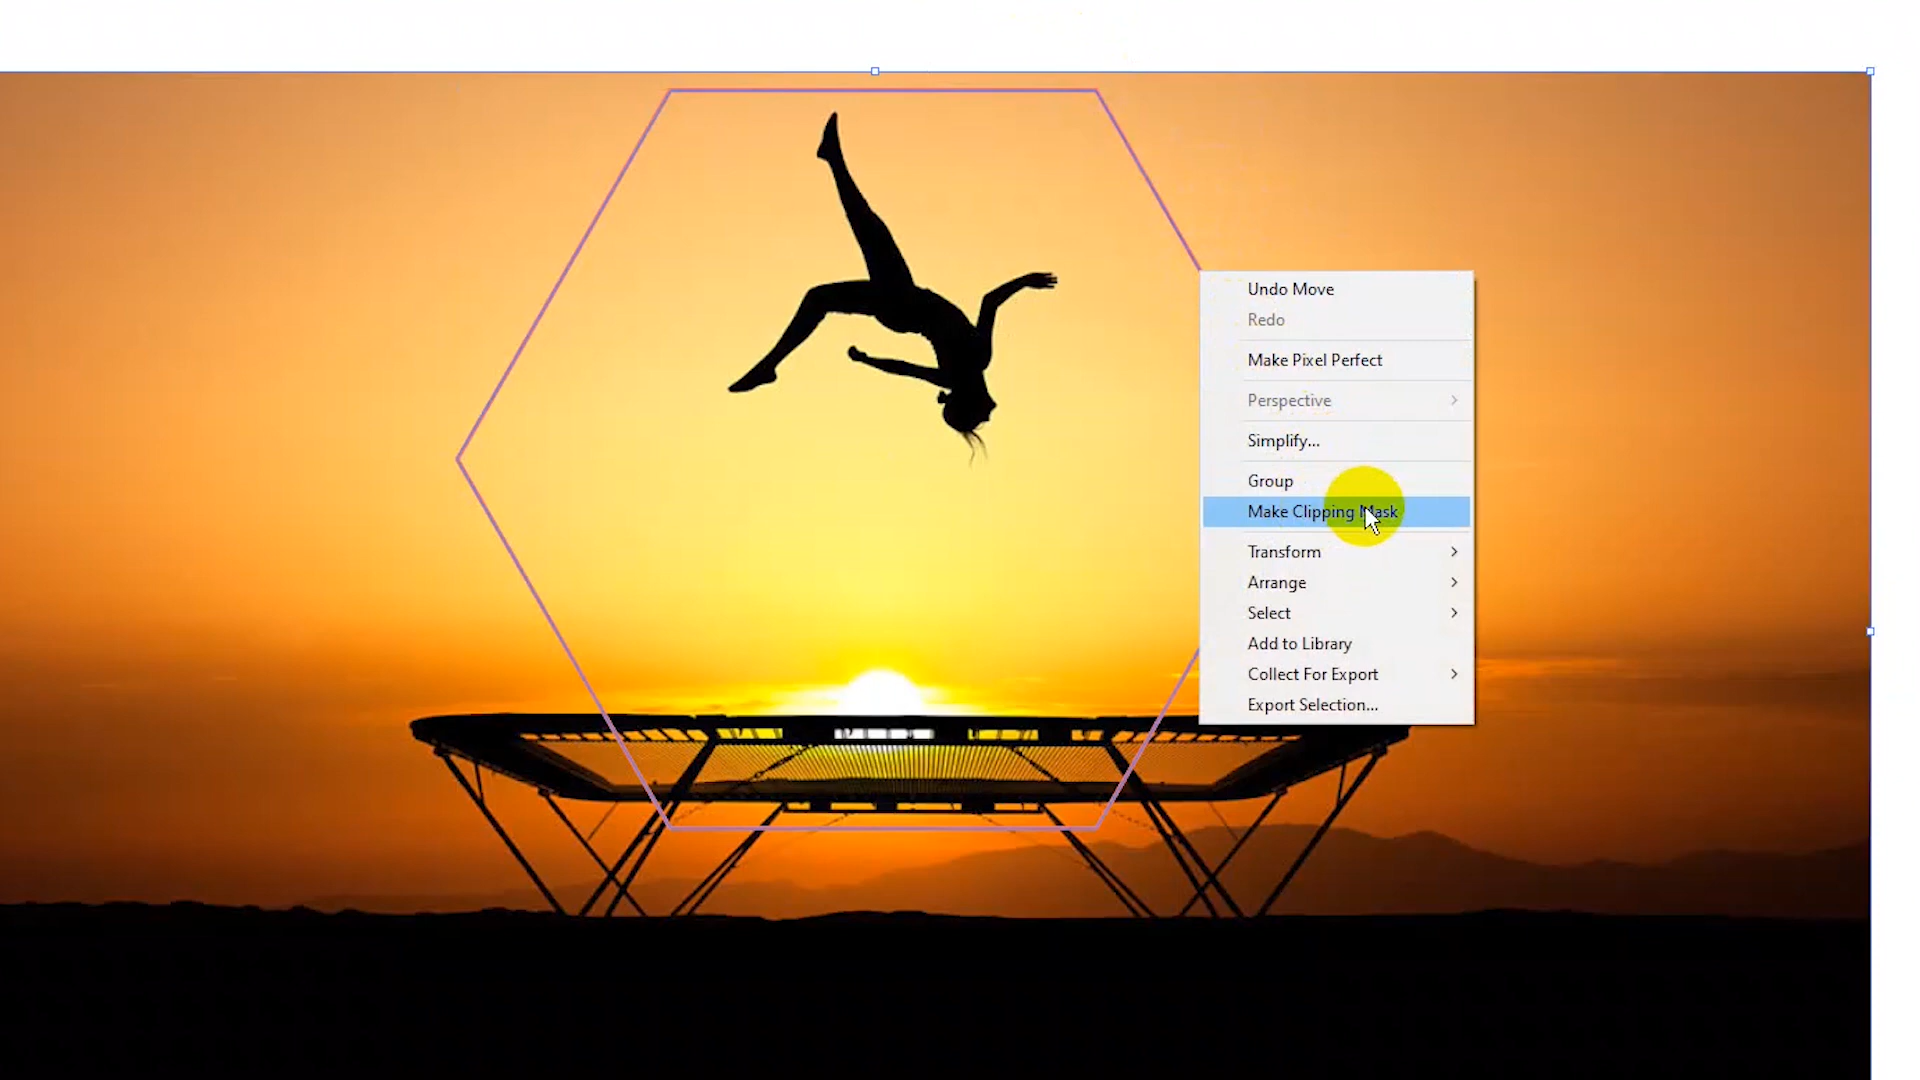 Undo Move
Redo
Make Pixel Perfect
Perspective
Simplify...
Group
Make Clipping Mask
Transform
Arrange
Select
Add to Library
Collect For Export
Export Selection...